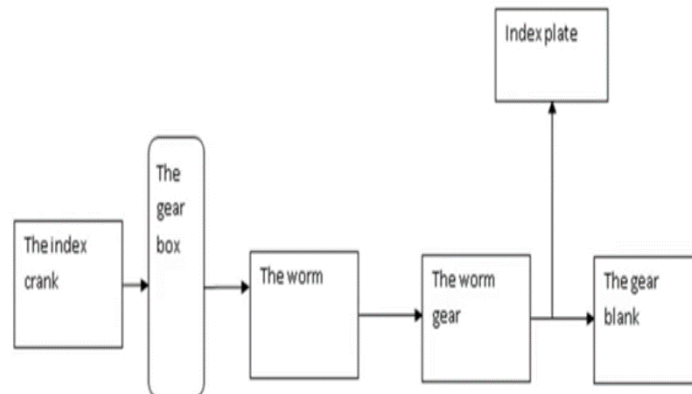 Index plate
The
gear
box
The index
crank
The worm
The worm
gear
The gear
blank